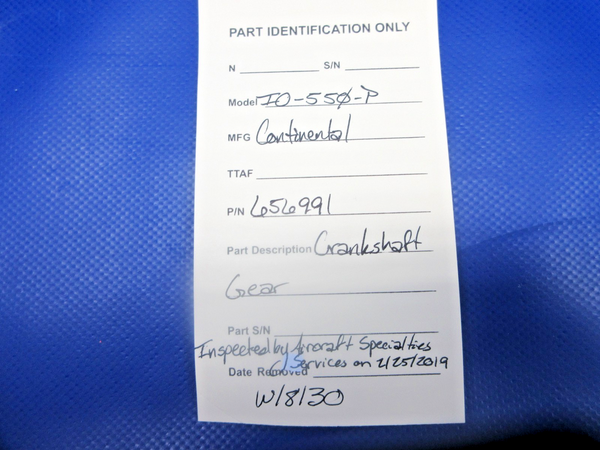 PART IDENTIFICATION ONLY
N S/N
Model IO-550-P
MFG Continental
TTAF
P/N 656991
Part Description Crankshaft
Gear
Part S/N
Inspected by Aircraft Specialties
Services on 2/25/2019
Date Removed
W/8130